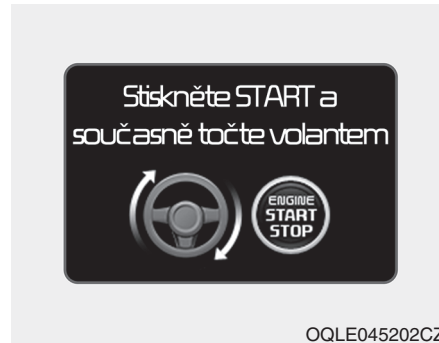 Stiskněte START a
současně točte volantem
ENGINE
START
STOP
OQLE045202CZ